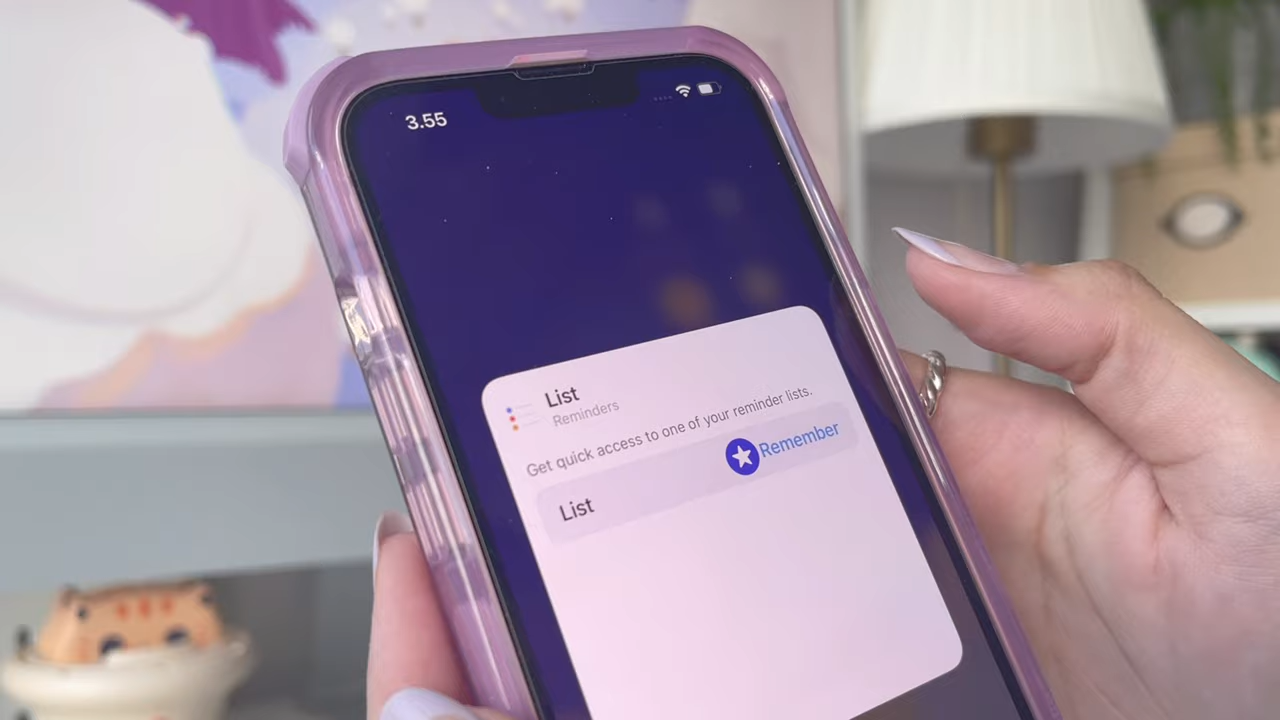 3.55
List
Reminders
Get quick access to one of your reminder lists.
List Remember